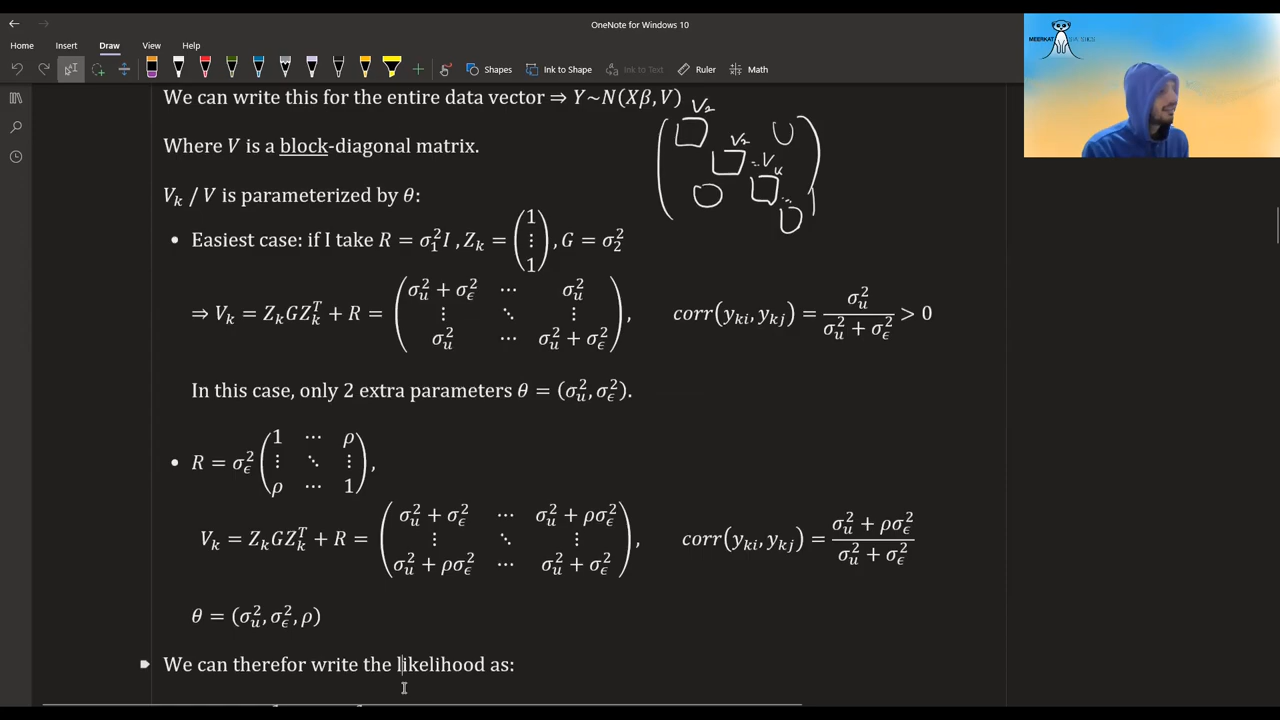 OneNote for Windows 10
Home Insert Draw View Help
Shapes Ink to Shape Ink to Text Ruler Math
MEERKAT STATISTICS
We can write this for the entire data vector ⇒ Y~N(Xβ, V)
Where V is a block-diagonal matrix.
V_k / V is parameterized by θ:
• Easiest case: if I take R = σ_1^2 I , Z_k = (1 ⋮ 1) , G = σ_2^2
⇒ V_k = Z_k G Z_k^T + R = (σ_u^2 + σ_ϵ^2 ⋯ σ_u^2 ⋮ ⋱ ⋮ σ_u^2 ⋯ σ_u^2 + σ_ϵ^2), corr(y_ki, y_kj) = σ_u^2 / (σ_u^2 + σ_ϵ^2) > 0
In this case, only 2 extra parameters θ = (σ_u^2, σ_ϵ^2).
• R = σ_ϵ^2 (1 ⋯ ρ ⋮ ⋱ ⋮ ρ ⋯ 1),
V_k = Z_k G Z_k^T + R = (σ_u^2 + σ_ϵ^2 ⋯ σ_u^2 + ρσ_ϵ^2 ⋮ ⋱ ⋮ σ_u^2 + ρσ_ϵ^2 ⋯ σ_u^2 + σ_ϵ^2), corr(y_ki, y_kj) = (σ_u^2 + ρσ_ϵ^2) / (σ_u^2 + σ_ϵ^2)
θ = (σ_u^2, σ_ϵ^2, ρ)
We can therefor write the likelihood as: